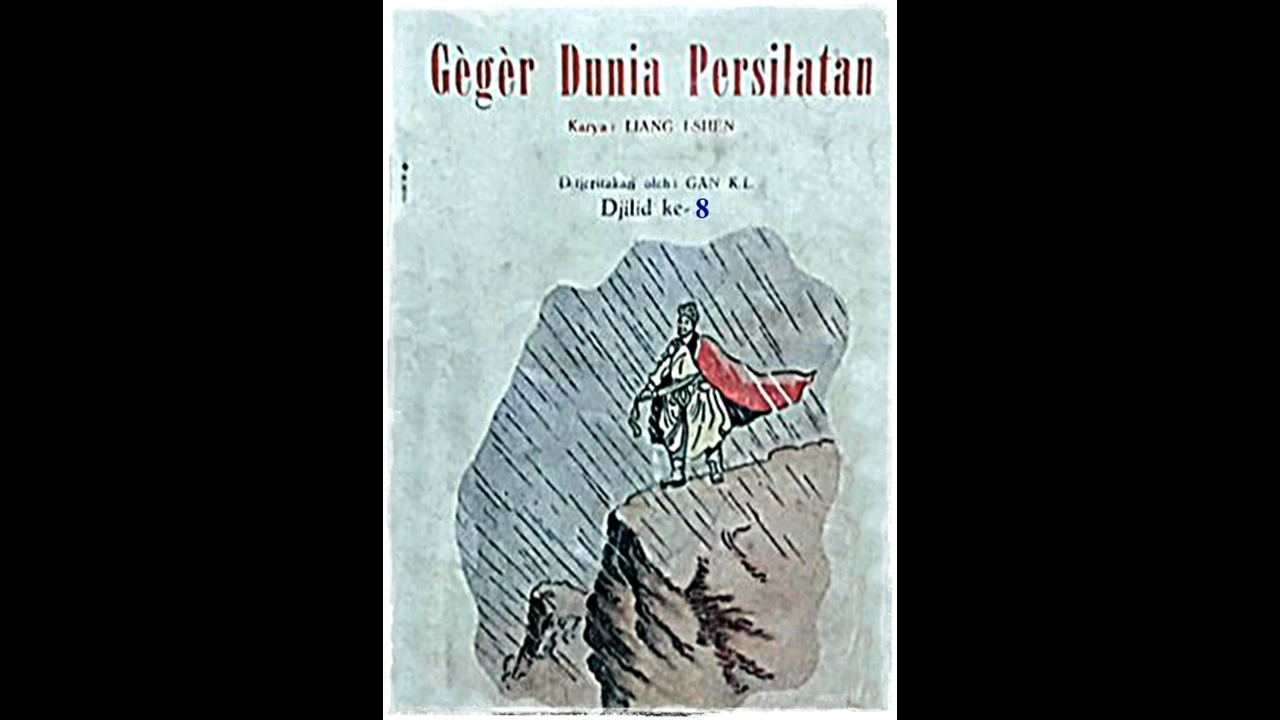 Gègèr Dunia Persilatan
Karya : LIANG I-SHEN
Ditjeritakan oleh : GAN K.L.
Djilid ke- 8